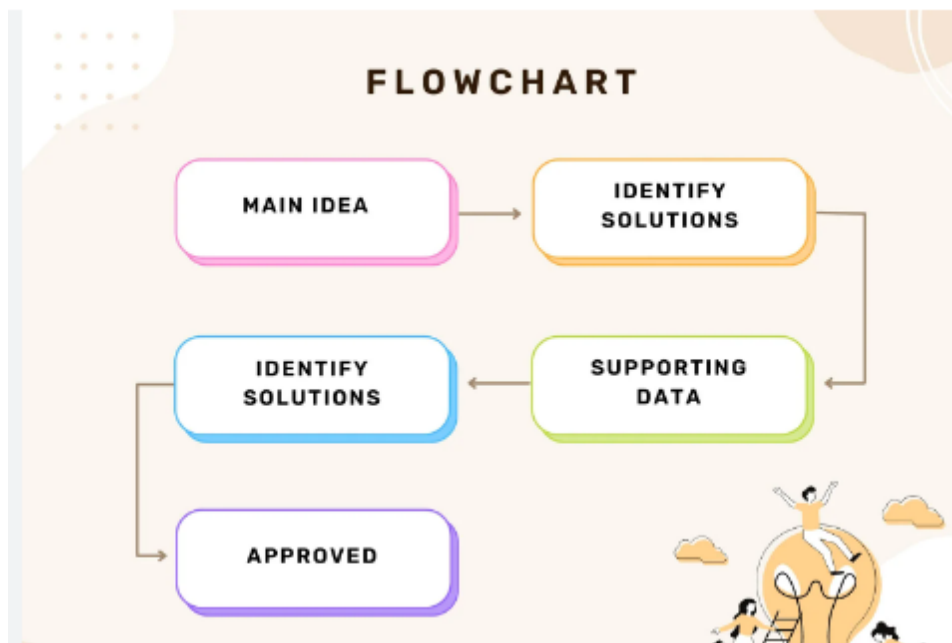 FLOWCHART
MAIN IDEA
IDENTIFY
SOLUTIONS
SUPPORTING
DATA
IDENTIFY
SOLUTIONS
APPROVED